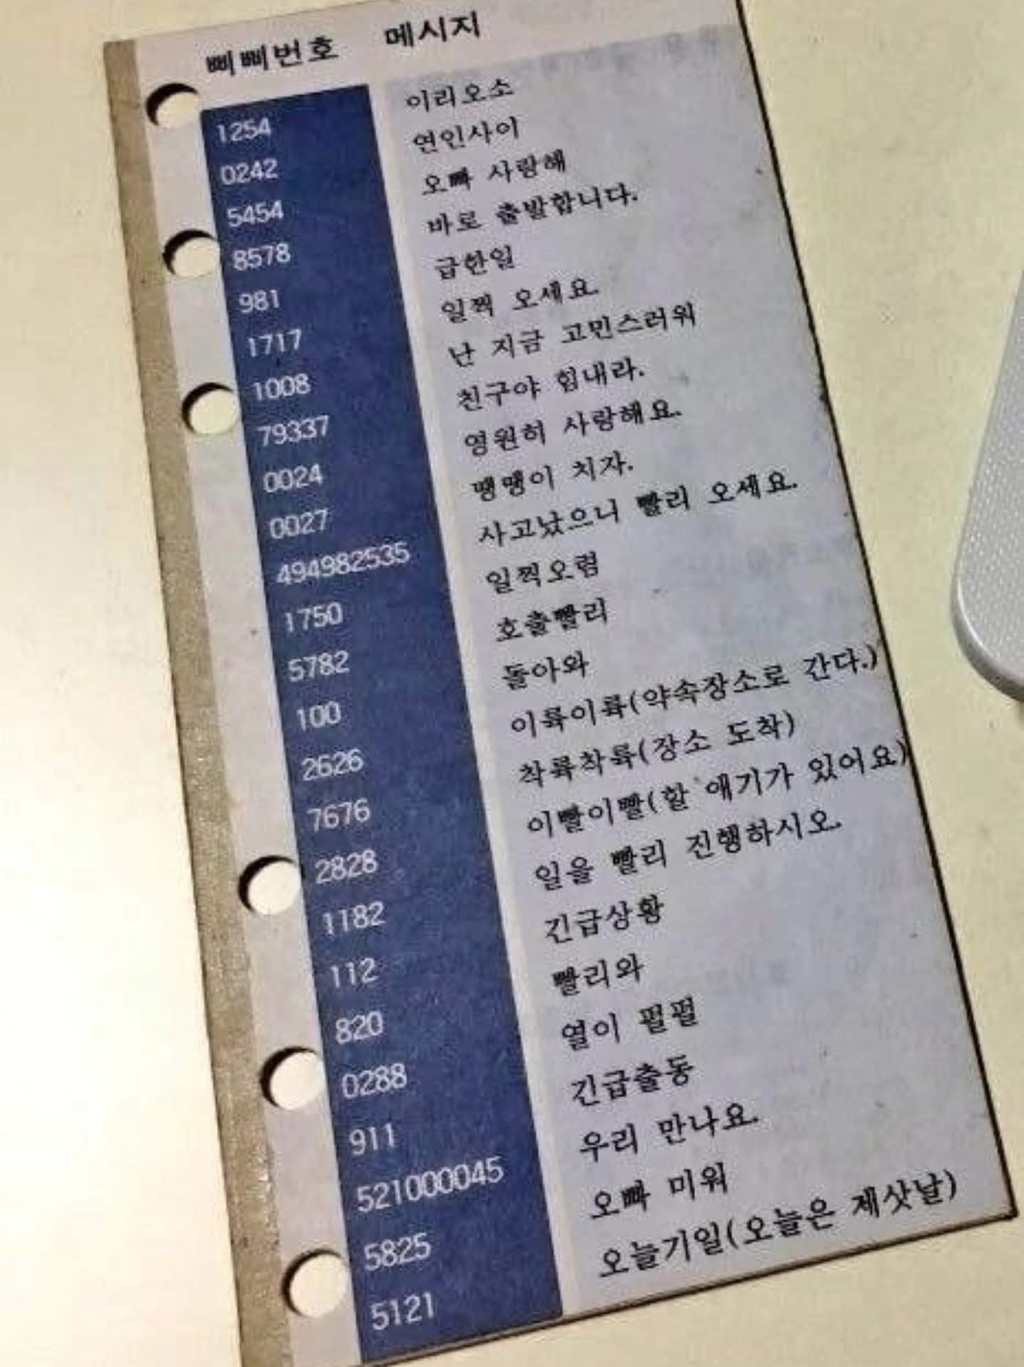 삐삐번호 메시지
1254 이리오소
0242 연인사이
5454 오빠 사랑해
8578 바로 출발합니다.
981 급한일
1717 일찍 오세요.
1008 난 지금 고민스러워
79337 친구야 힘내라.
0024 영원히 사랑해요.
0027 땡땡이 치자.
494982535 사고났으니 빨리 오세요.
1750 일찍오렴
5782 호출빨리
100 돌아와
2626 이륙이륙(약속장소로 간다.)
7676 착륙착륙(장소 도착)
2828 이빨이빨(할 얘기가 있어요)
1182 일을 빨리 진행하시오.
112 긴급상황
820 빨리와
0288 열이 펄펄
911 긴급출동
521000045 우리 만나요.
5825 오빠 미워
5121 오늘기일(오늘은 제삿날)